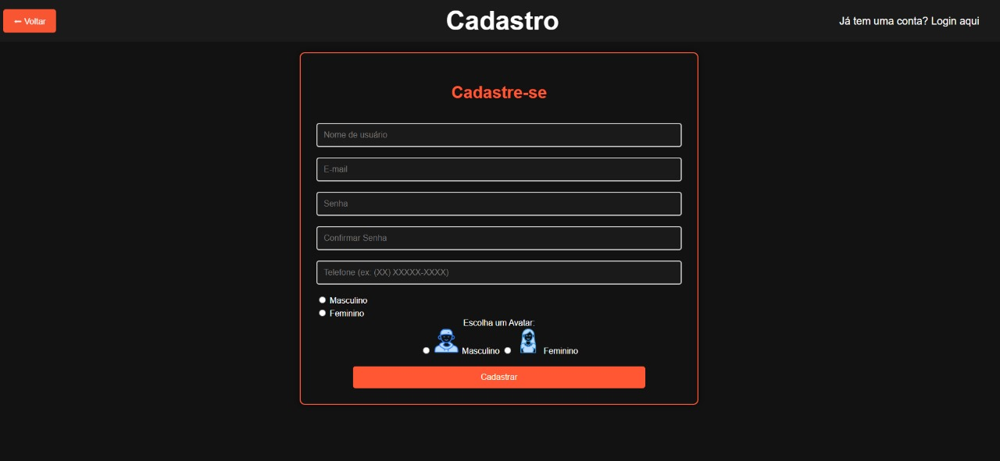 ← Voltar
Cadastro
Já tem uma conta? Login aqui
Cadastre-se
Nome de usuário
E-mail
Senha
Confirmar Senha
Telefone (ex: (XX) XXXXX-XXXX)
Masculino
Feminino
Escolha um Avatar:
Masculino Feminino
Cadastrar